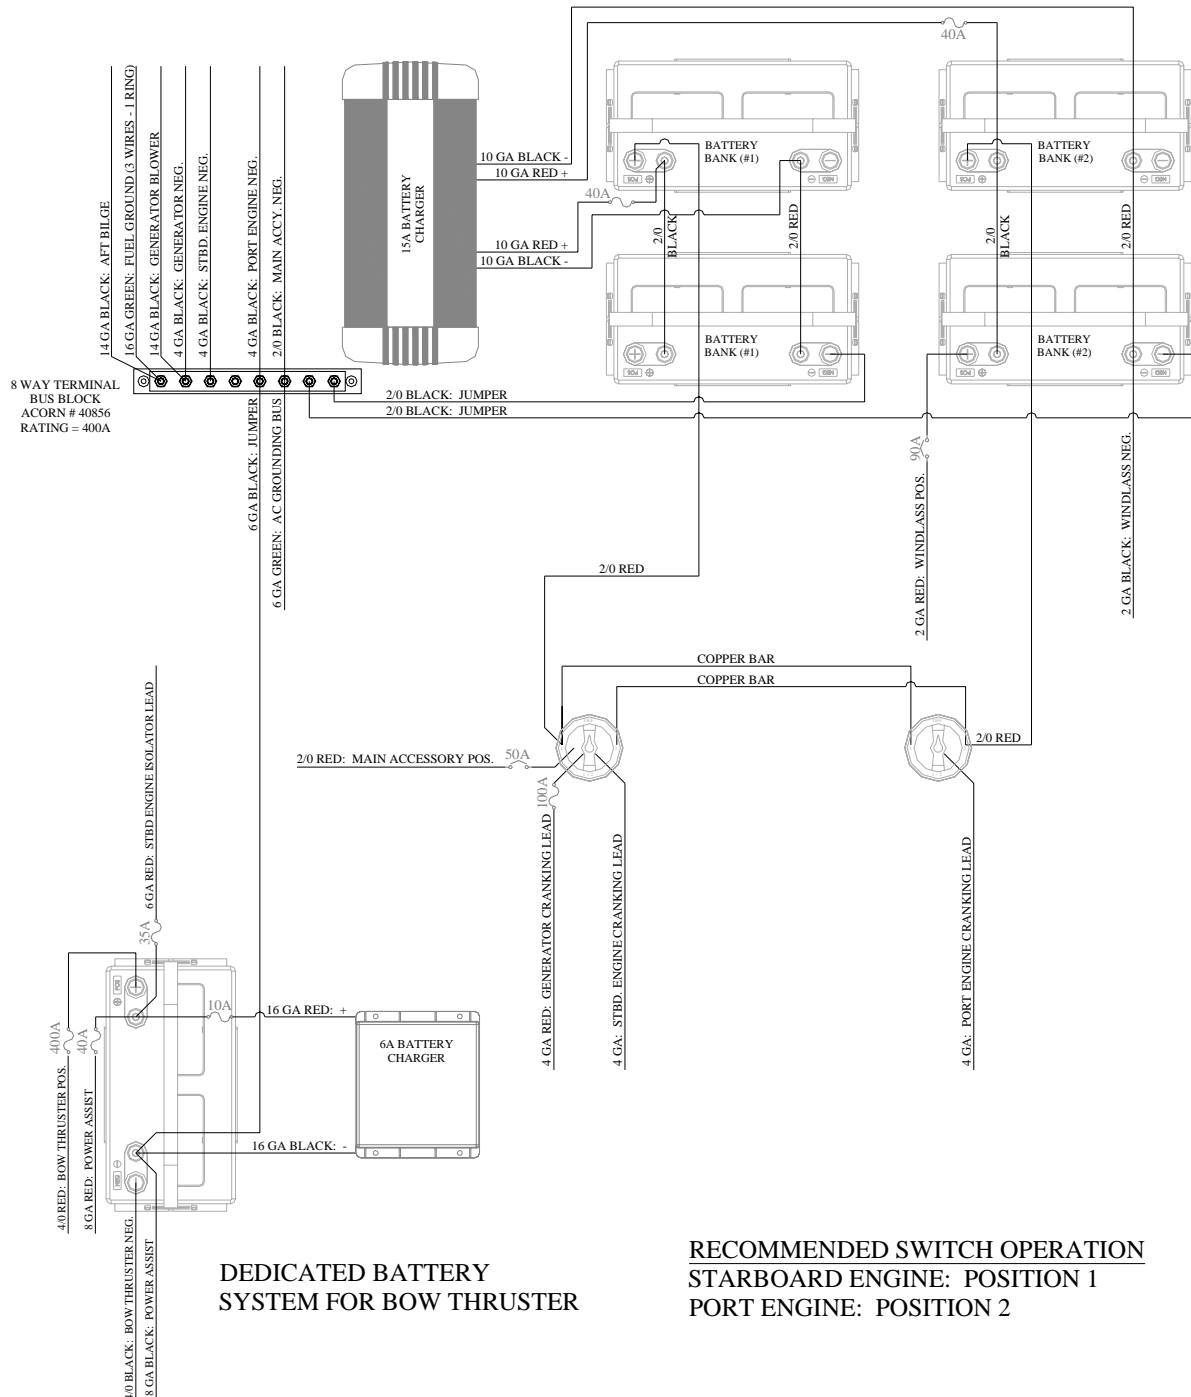 40A
14 GA BLACK: AFT BILGE
16 GA GREEN: FUEL GROUND (3 WIRES - 1 RING)
14 GA BLACK: GENERATOR BLOWER
4 GA BLACK: GENERATOR NEG.
4 GA BLACK: STBD. ENGINE NEG.
4 GA BLACK: PORT ENGINE NEG.
2/0 BLACK: MAIN ACCY. NEG.
15A BATTERY
CHARGER
10 GA BLACK -
10 GA RED +
40A
10 GA RED +
10 GA BLACK -
BATTERY
BANK (#1)
POS
NEG
BATTERY
BANK (#2)
POS
NEG
2/0
BLACK
2/0 RED
2/0
BLACK
2/0 RED
BATTERY
BANK (#1)
POS
NEG
BATTERY
BANK (#2)
POS
NEG
8 WAY TERMINAL
BUS BLOCK
ACORN # 40856
RATING = 400A
2/0 BLACK: JUMPER
2/0 BLACK: JUMPER
6 GA BLACK: JUMPER
6 GA GREEN: AC GROUNDING BUS
90A
2 GA RED: WINDLASS POS.
2 GA BLACK: WINDLASS NEG.
2/0 RED
COPPER BAR
COPPER BAR
2/0 RED
2/0 RED: MAIN ACCESSORY POS.
50A
100A
4 GA RED: GENERATOR CRANKING LEAD
4 GA: STBD. ENGINE CRANKING LEAD
4 GA: PORT ENGINE CRANKING LEAD
6 GA RED: STBD ENGINE ISOLATOR LEAD
35A
POS
NEG
10A
16 GA RED: +
400A
40A
4/0 RED: BOW THRUSTER POS.
8 GA RED: POWER ASSIST
6A BATTERY
CHARGER
16 GA BLACK: -
4/0 BLACK: BOW THRUSTER NEG.
8 GA BLACK: POWER ASSIST
DEDICATED BATTERY
SYSTEM FOR BOW THRUSTER
RECOMMENDED SWITCH OPERATION
STARBOARD ENGINE: POSITION 1
PORT ENGINE: POSITION 2